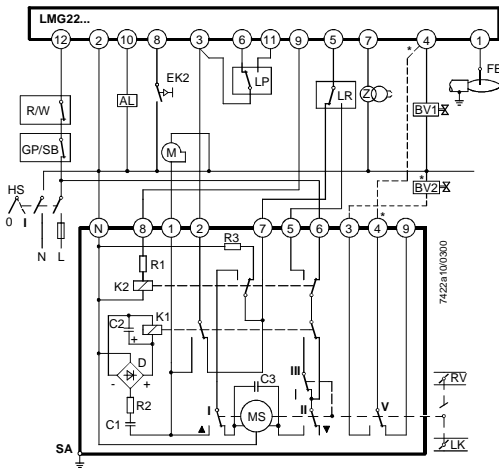 LMG22...
12 2 10 8 3 6 11 9 5 7 4 1
*
FE
EK2
LP
R/W
AL
LR
Z
BV1
GP/SB
M
HS
*
BV2
0 I
N L
*
N 8 1 2 7 5 6 3 4 9
R3
R1
K2
7422a10/0300
K1
C2
+
D
- +
III
C3
RV
R2
I MS II V
C1
SA
LK